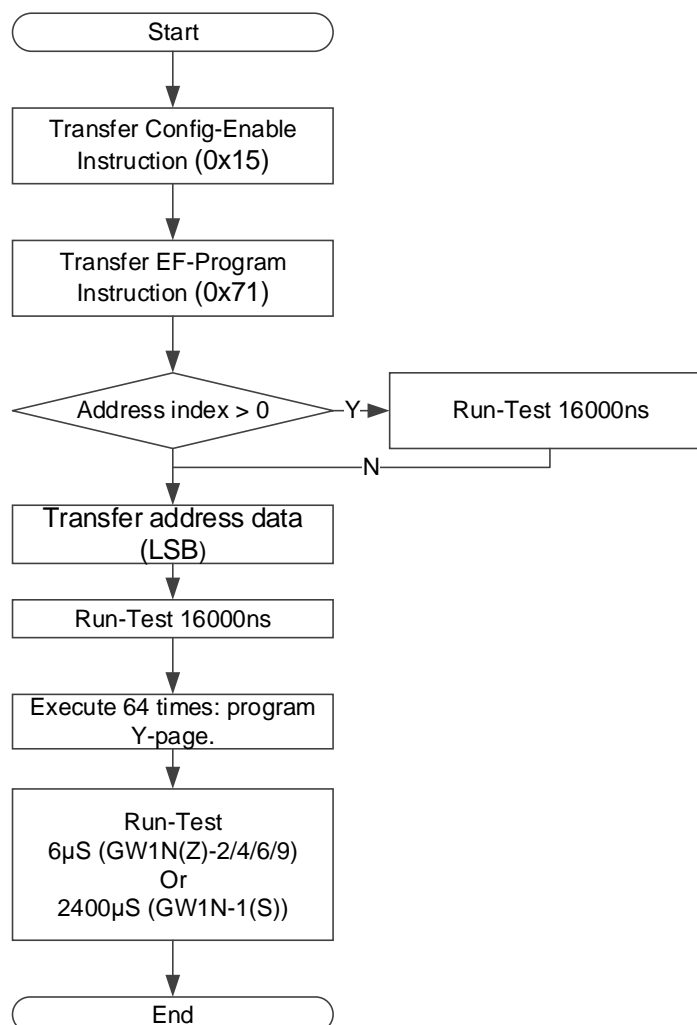 Start
Transfer Config-Enable
Instruction (0x15)
Transfer EF-Program
Instruction (0x71)
Address index > 0
Y
Run-Test 16000ns
N
Transfer address data
(LSB)
Run-Test 16000ns
Execute 64 times: program
Y-page.
Run-Test
6µS (GW1N(Z)-2/4/6/9)
Or
2400µS (GW1N-1(S))
End